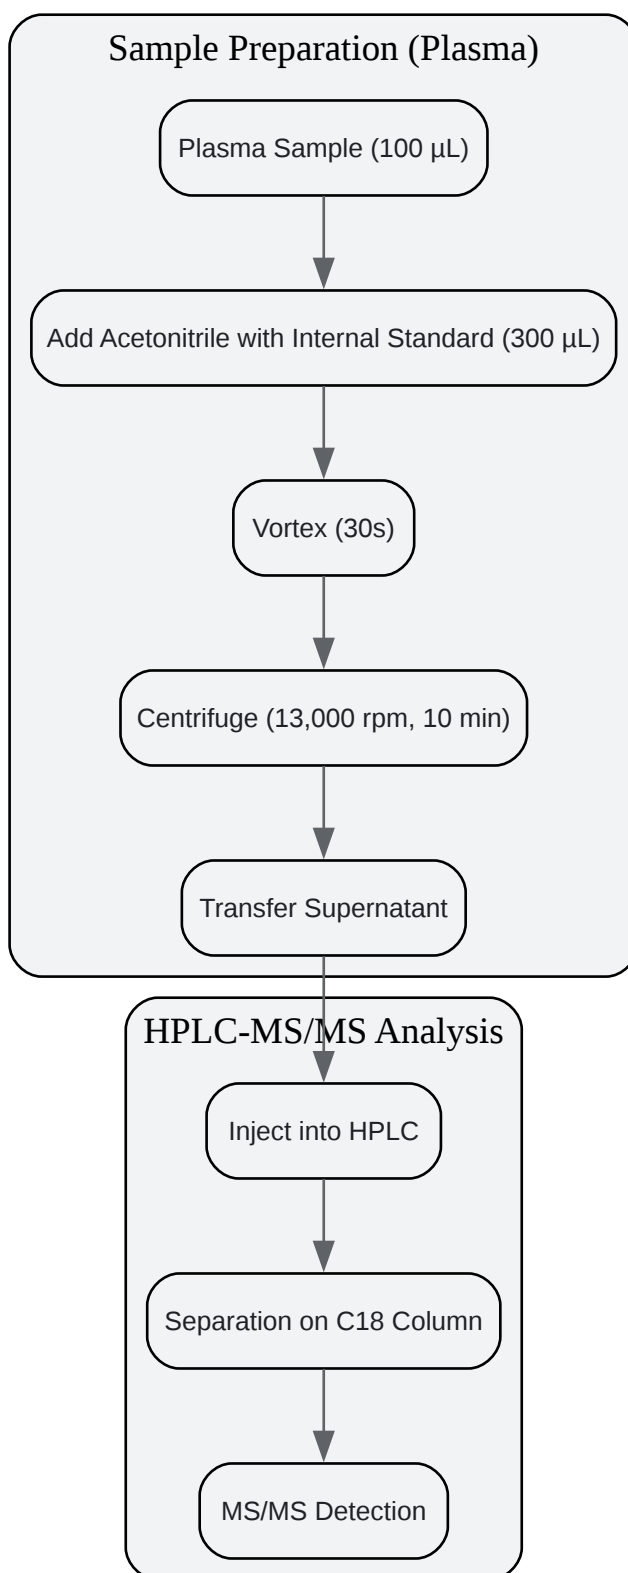 Sample Preparation (Plasma)
Plasma Sample (100 µL)
Add Acetonitrile with Internal Standard (300 µL)
Vortex (30s)
Centrifuge (13,000 rpm, 10 min)
Transfer Supernatant
HPLC-MS/MS Analysis
Inject into HPLC
Separation on C18 Column
MS/MS Detection